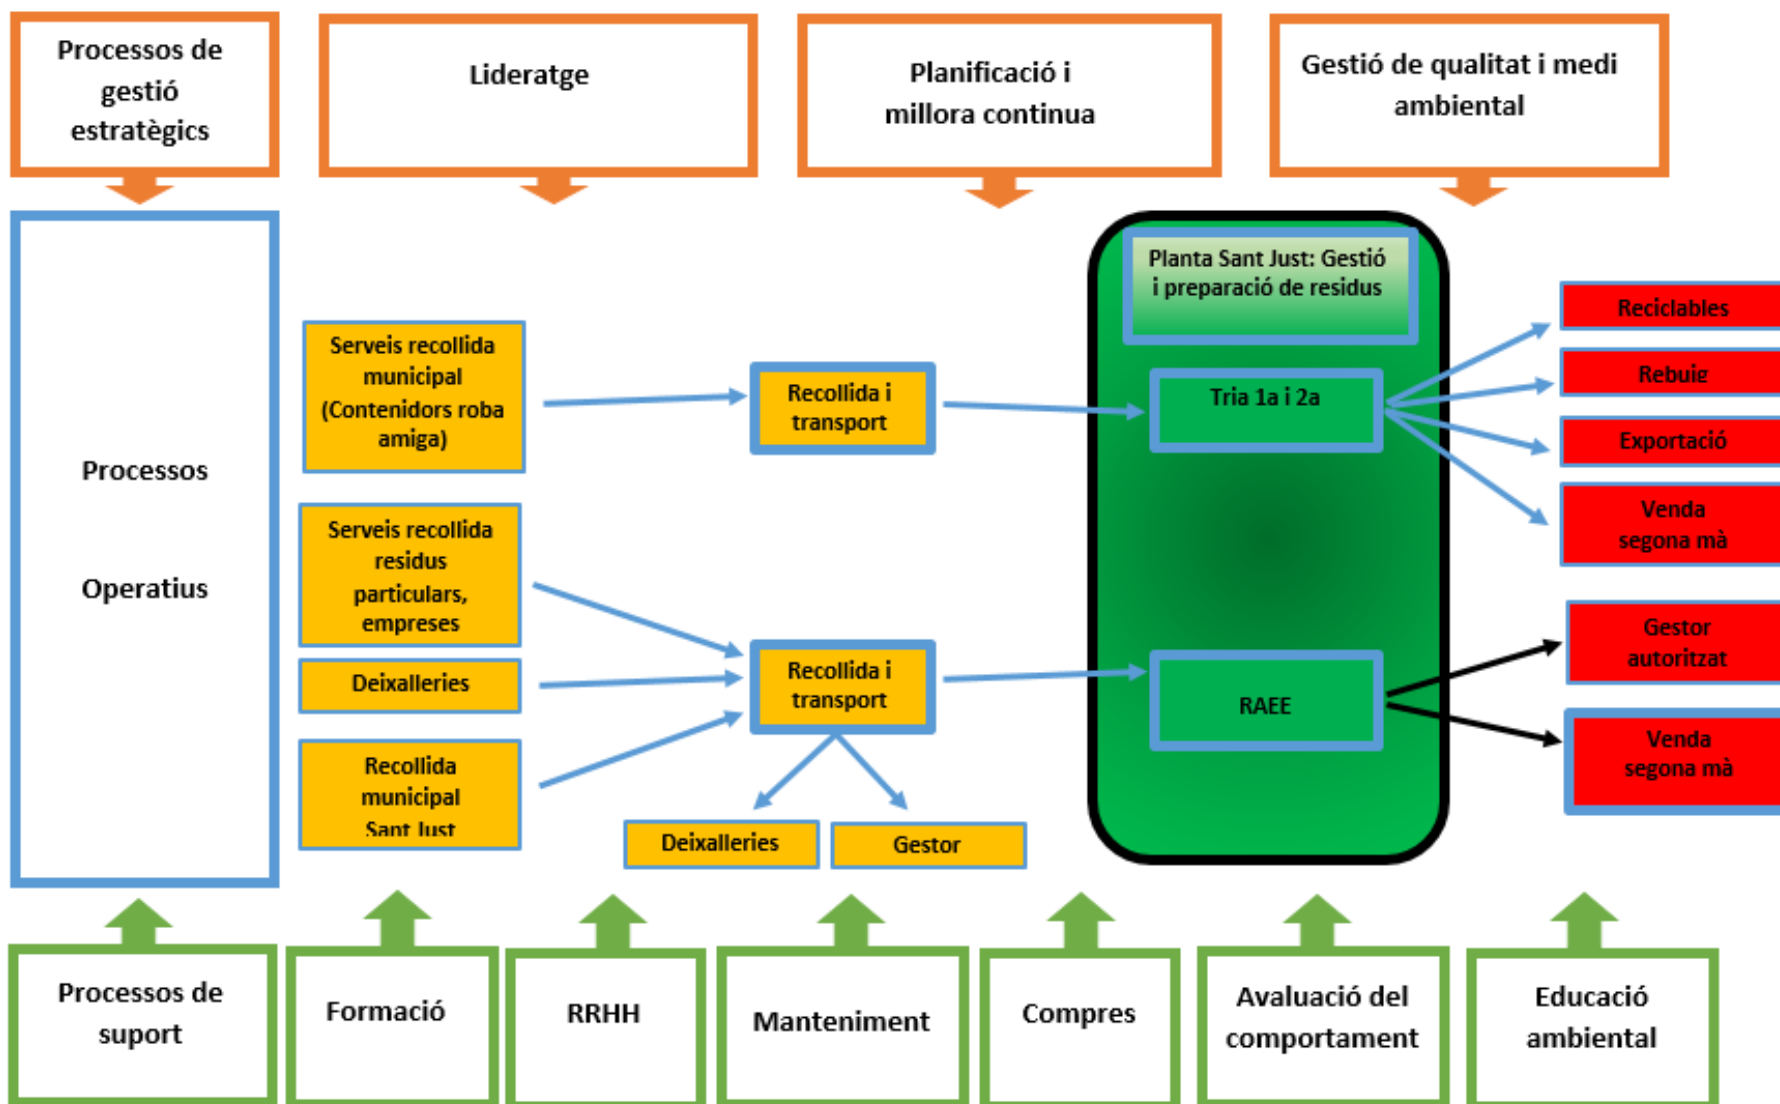 Processos de
gestió
estratègics
Lideratge
Planificació i
millora continua
Gestió de qualitat i medi
ambiental
Processos
Operatius
Serveis recollida
municipal
(Contenidors roba
amiga)
Serveis recollida
residus
particulars,
empreses
Deixalleries
Recollida
municipal
Sant Just
Recollida i
transport
Recollida i
transport
Deixalleries
Gestor
Planta Sant Just: Gestió
i preparació de residus
Tria 1a i 2a
RAEE
Reciclables
Rebuig
Exportació
Venda
segona mà
Gestor
autoritzat
Venda
segona mà
Processos de
suport
Formació
RRHH
Manteniment
Compres
Avaluació del
comportament
Educació
ambiental